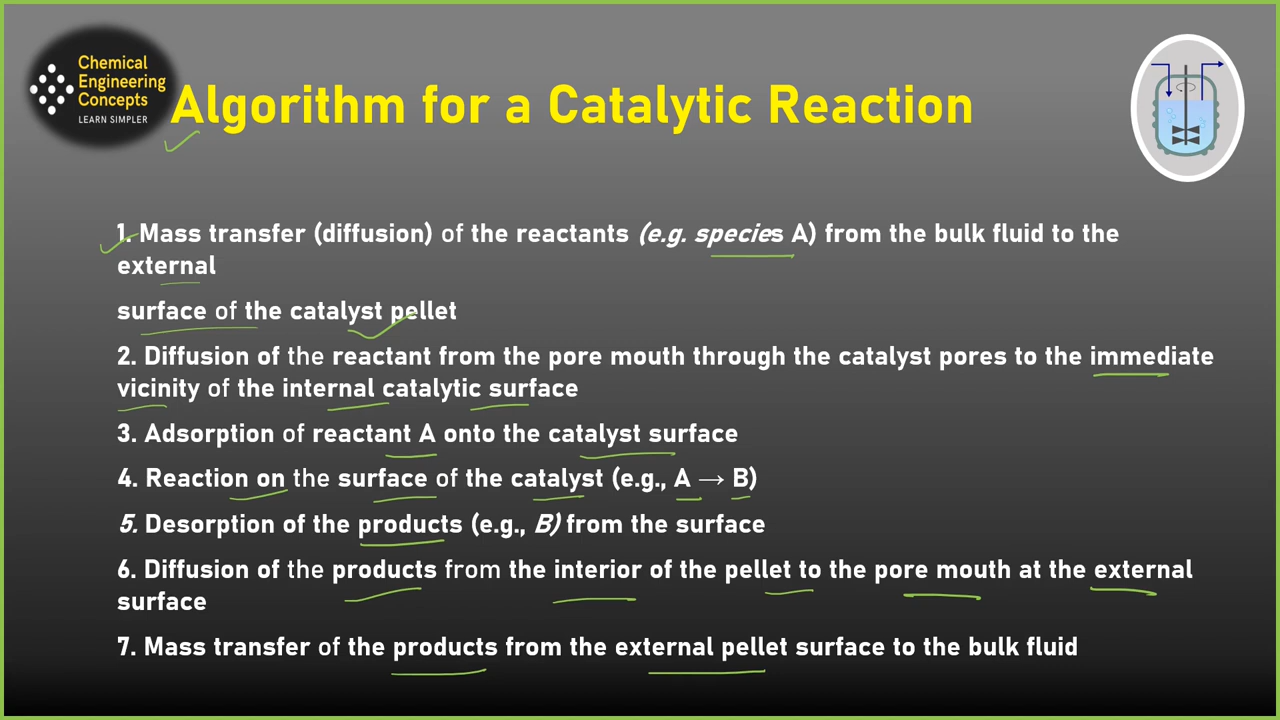 Chemical
Engineering
Concepts
LEARN SIMPLER
Algorithm for a Catalytic Reaction
1. Mass transfer (diffusion) of the reactants (e.g. species A) from the bulk fluid to the
external
surface of the catalyst pellet
2. Diffusion of the reactant from the pore mouth through the catalyst pores to the immediate
vicinity of the internal catalytic surface
3. Adsorption of reactant A onto the catalyst surface
4. Reaction on the surface of the catalyst (e.g., A → B)
5. Desorption of the products (e.g., B) from the surface
6. Diffusion of the products from the interior of the pellet to the pore mouth at the external
surface
7. Mass transfer of the products from the external pellet surface to the bulk fluid